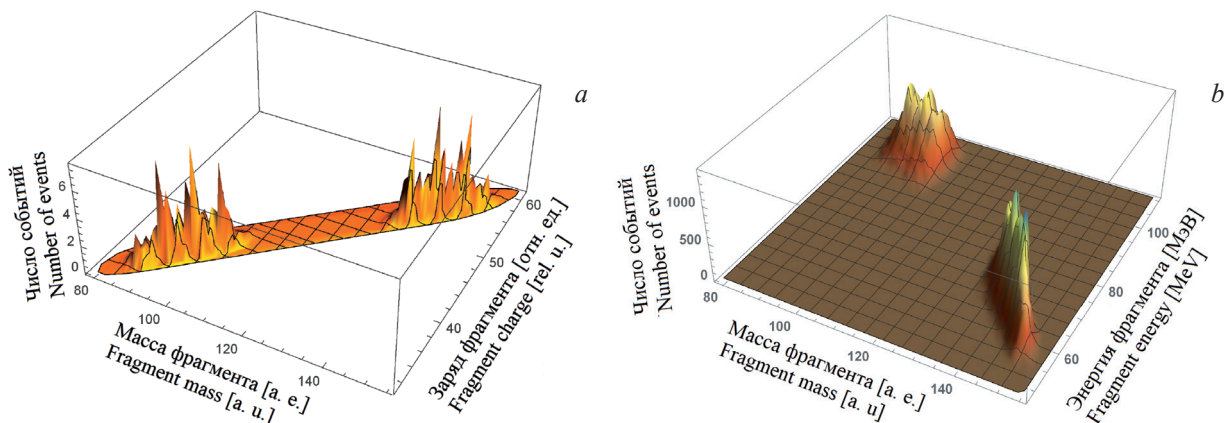 a
Число событий
Number of events
6
4
2
0
80
100
120
140
Масса фрагмента [а. е.]
Fragment mass [a. u.]
40
50
60
Заряд фрагмента [отн. ед.]
Fragment charge [rel. u.]
b
Число событий
Number of events
1000
500
0
80
100
120
140
Масса фрагмента [а. е.]
Fragment mass [a. u]
60
80
100
Энергия фрагмента [МэВ]
Fragment energy [MeV]